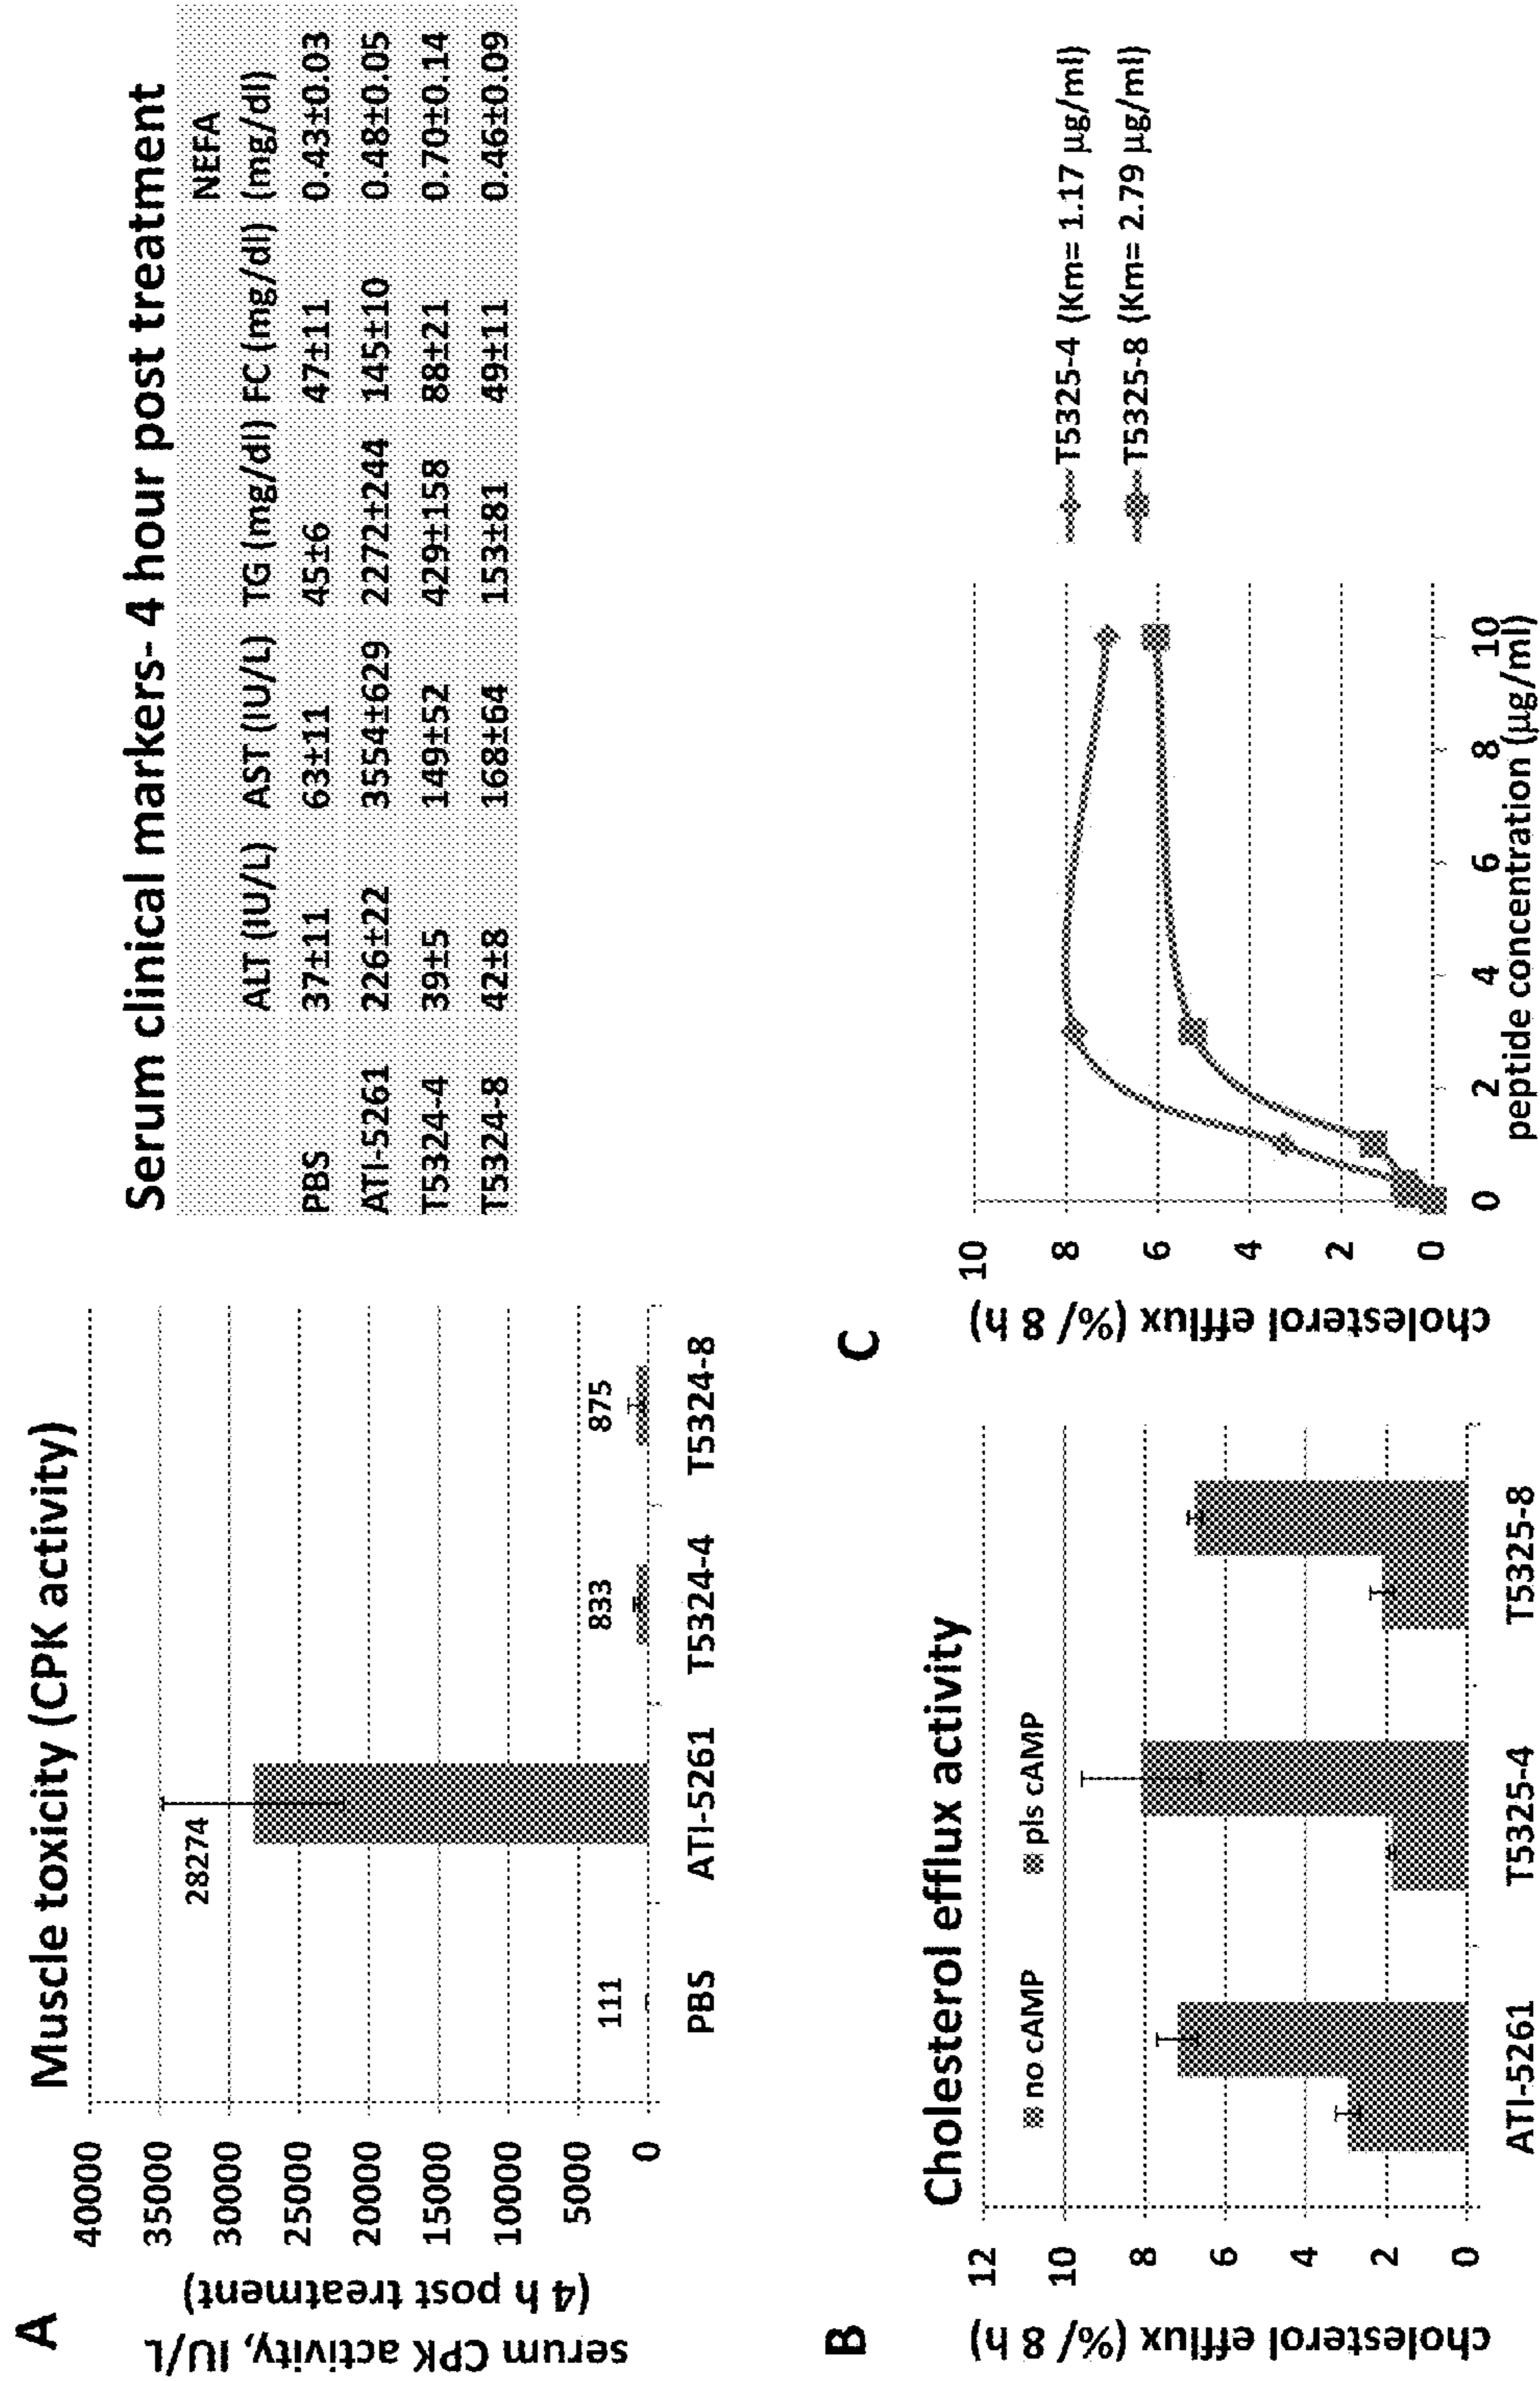 A
Muscle toxicity (CPK activity)
serum CPK activity, IU/L
(4 h post treatment)
40000
35000
30000
25000
20000
15000
10000
5000
0
111
28274
833
875
PBS
ATI-5261
T5324-4
T5324-8
Serum clinical markers- 4 hour post treatment
NEFA
ALT (IU/L) AST (IU/L) TG (mg/dl) FC (mg/dl) (mg/dl)
PBS 37±11 63±11 45±6 47±11 0.43±0.03
ATI-5261 226±22 3554±629 2272±244 145±10 0.48±0.05
T5324-4 39±5 149±52 429±158 88±21 0.70±0.14
T5324-8 42±8 168±64 153±81 49±11 0.46±0.09
B
Cholesterol efflux activity
cholesterol efflux (%/ 8 h)
12
10
8
6
4
2
0
no cAMP
pls cAMP
ATI-5261
T5325-4
T5325-8
C
cholesterol efflux (%/ 8 h)
10
8
6
4
2
0
0 2 4 6 8 10
peptide concentration (µg/ml)
T5325-4 (Km= 1.17 µg/ml)
T5325-8 (Km= 2.79 µg/ml)